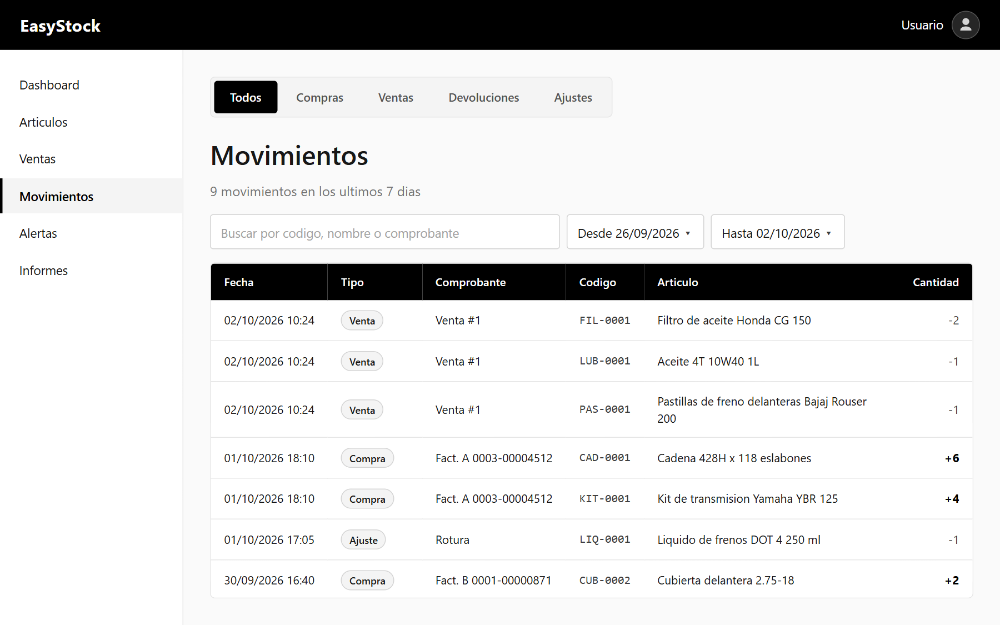 EasyStock
Usuario
Dashboard
Articulos
Ventas
Movimientos
Alertas
Informes
Todos Compras Ventas Devoluciones Ajustes
Movimientos
9 movimientos en los ultimos 7 dias
Buscar por codigo, nombre o comprobante
Desde 26/09/2026
Hasta 02/10/2026
Fecha Tipo Comprobante Codigo Articulo Cantidad
02/10/2026 10:24 Venta Venta #1 FIL-0001 Filtro de aceite Honda CG 150 -2
02/10/2026 10:24 Venta Venta #1 LUB-0001 Aceite 4T 10W40 1L -1
02/10/2026 10:24 Venta Venta #1 PAS-0001 Pastillas de freno delanteras Bajaj Rouser
200 -1
01/10/2026 18:10 Compra Fact. A 0003-00004512 CAD-0001 Cadena 428H x 118 eslabones +6
01/10/2026 18:10 Compra Fact. A 0003-00004512 KIT-0001 Kit de transmision Yamaha YBR 125 +4
01/10/2026 17:05 Ajuste Rotura LIQ-0001 Liquido de frenos DOT 4 250 ml -1
30/09/2026 16:40 Compra Fact. B 0001-00000871 CUB-0002 Cubierta delantera 2.75-18 +2